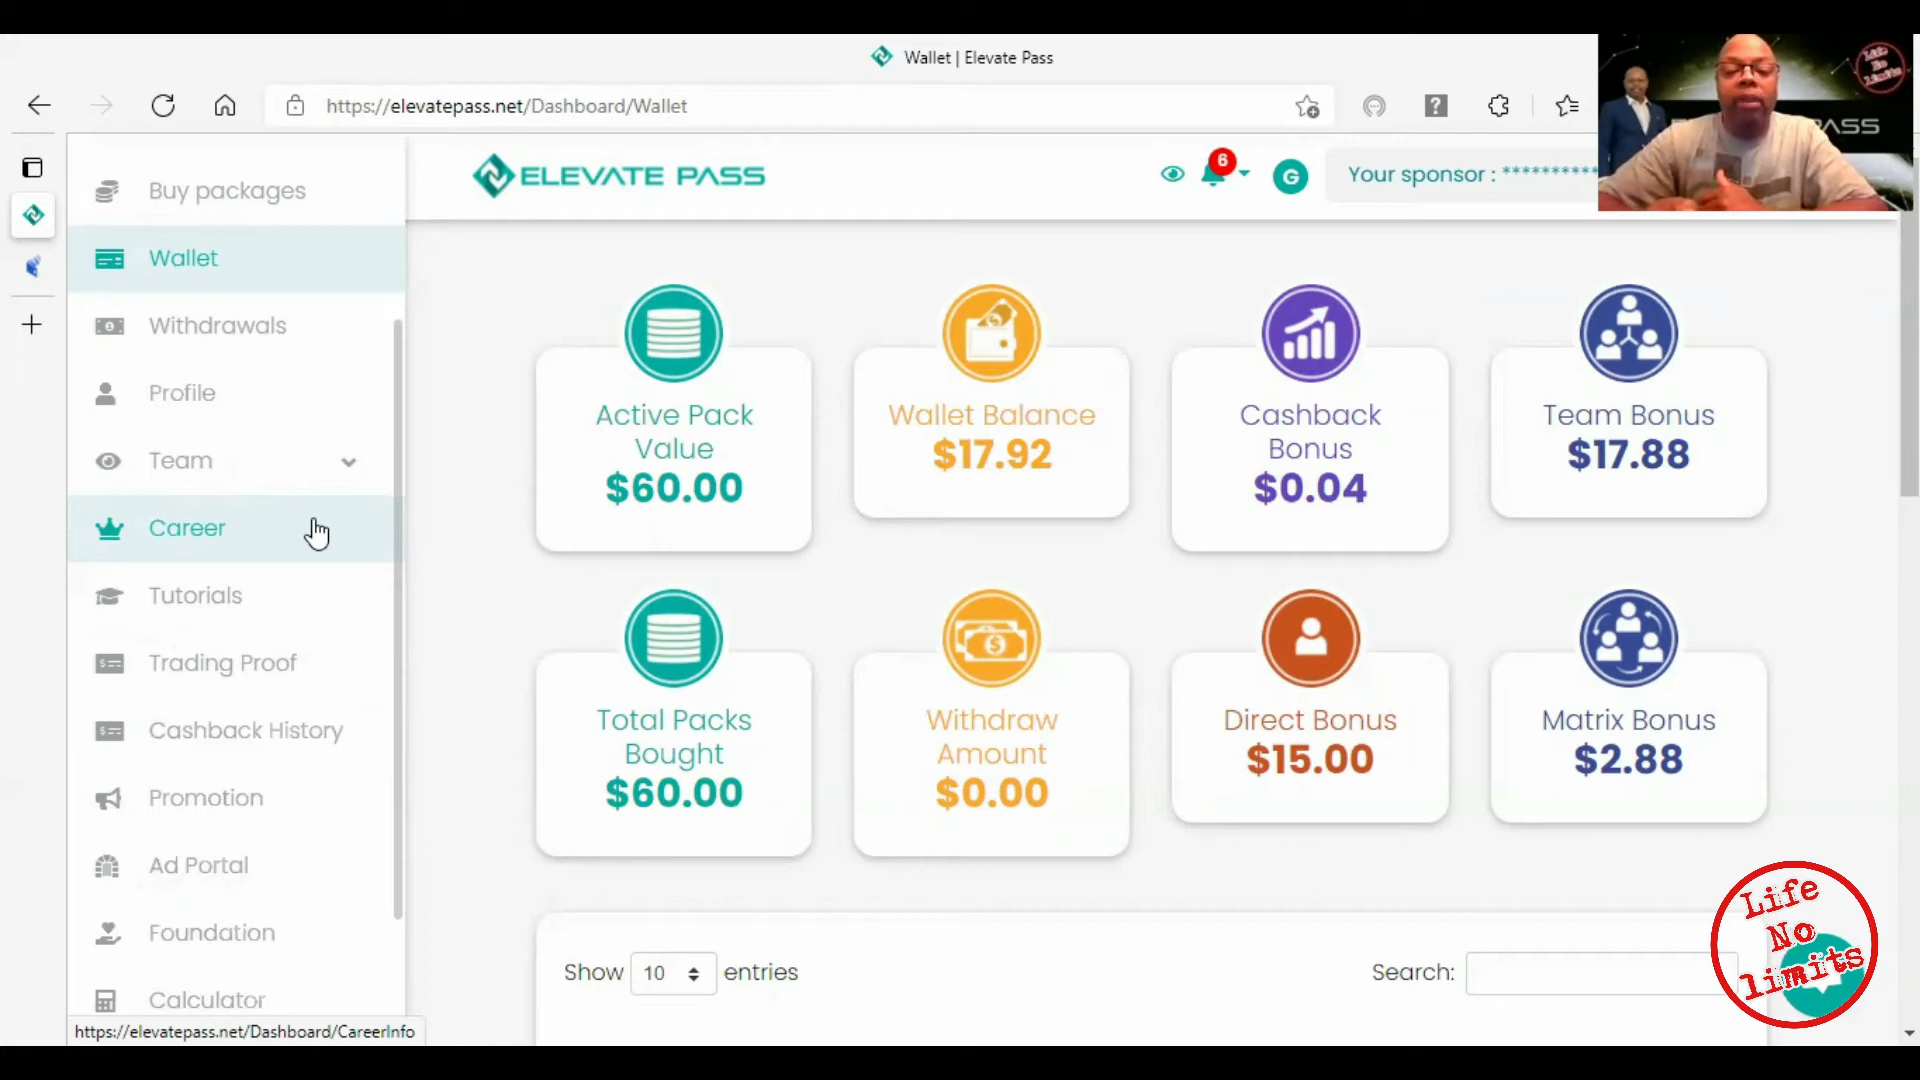 Wallet | Elevate Pass
https://elevatepass.net/Dashboard/Wallet
Life
No
limits
PASS
Buy packages
Wallet
Withdrawals
Profile
Team
Career
Tutorials
Trading Proof
Cashback History
Promotion
Ad Portal
Foundation
Calculator
https://elevatepass.net/Dashboard/CareerInfo
ELEVATE PASS
6
G
Your sponsor : **********
Active Pack
Value
$60.00
Wallet Balance
$17.92
Cashback
Bonus
$0.04
Team Bonus
$17.88
Total Packs
Bought
$60.00
Withdraw
Amount
$0.00
Direct Bonus
$15.00
Matrix Bonus
$2.88
Show 10 entries
Search:
Life
No
limits